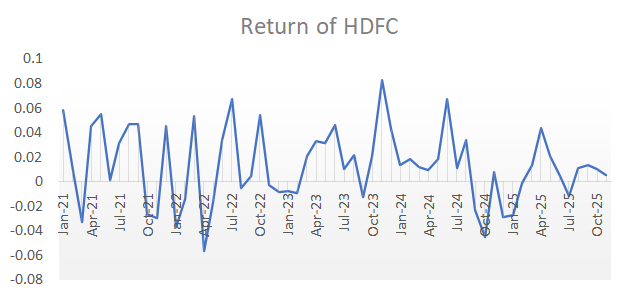 Return of HDFC
0.1
0.08
0.06
0.04
0.02
0
-0.02
-0.04
-0.06
-0.08
Jan-21
Apr-21
Jul-21
Oct-21
Jan-22
Apr-22
Jul-22
Oct-22
Jan-23
Apr-23
Jul-23
Oct-23
Jan-24
Apr-24
Jul-24
Oct-24
Jan-25
Apr-25
Jul-25
Oct-25